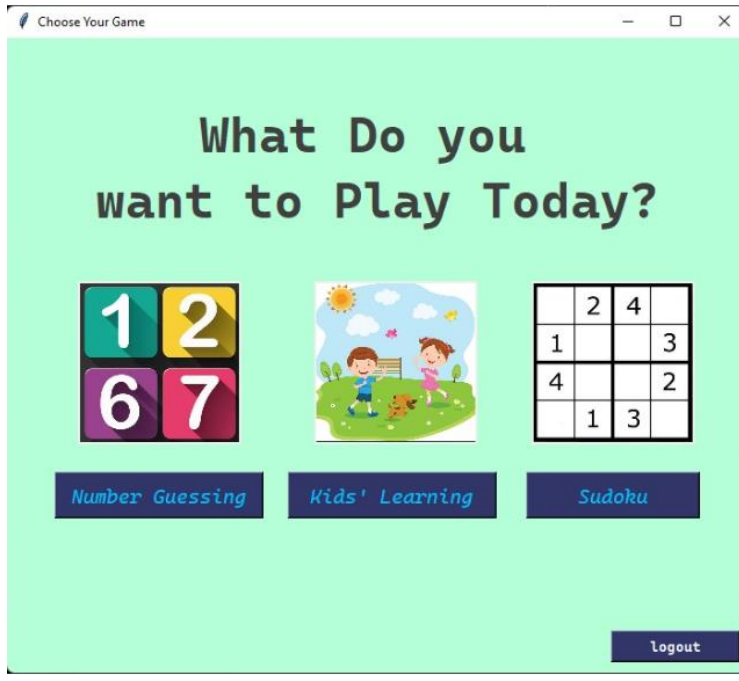 Choose Your Game
What Do you
want to Play Today?
1 2
6 7
2 4
1 3
4 2
1 3
Number Guessing Kids' Learning Sudoku
logout